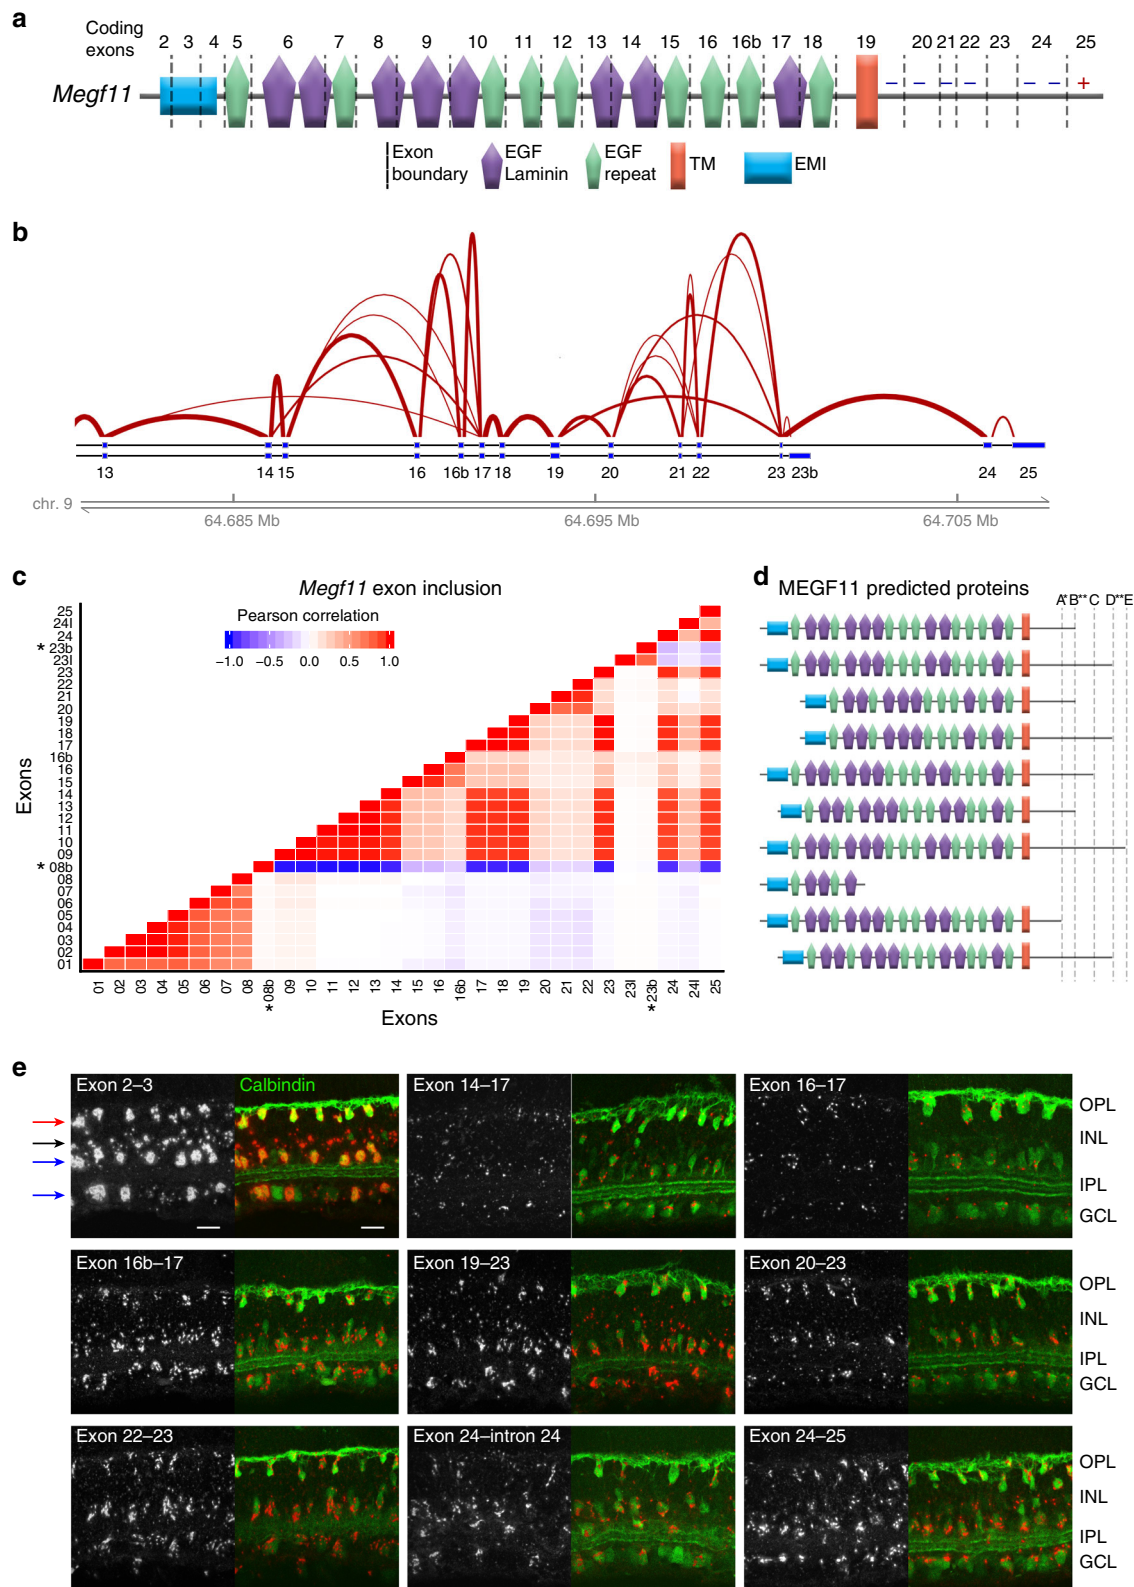 a
Coding exons
2 3 4 5 6 7 8 9 10 11 12 13 14 15 16 16b 17 18 19 20 21 22 23 24 25
Megf11
− − − − − − +
Exon boundary
EGF Laminin
EGF repeat
TM
EMI
b
13 14 15 16 16b 17 18 19 20 21 22 23 23b 24 25
chr. 9
64.685 Mb 64.695 Mb 64.705 Mb
c
Megf11 exon inclusion
Pearson correlation
−1.0 −0.5 0.0 0.5 1.0
Exons
25
24l
24
* 23b
23l
23
22
21
20
19
18
17
16b
16
15
14
13
12
11
10
09
* 08b
08
07
06
05
04
03
02
01
01 02 03 04 05 06 07 08 *08b 09 10 11 12 13 14 15 16 16b 17 18 19 20 21 22 23 23l *23b 24 24l 25
Exons
d
MEGF11 predicted proteins
A* B** C D** E
e
Exon 2–3
Calbindin
Exon 14–17
Exon 16–17
OPL
INL
IPL
GCL
Exon 16b–17
Exon 19–23
Exon 20–23
OPL
INL
IPL
GCL
Exon 22–23
Exon 24–intron 24
Exon 24–25
OPL
INL
IPL
GCL